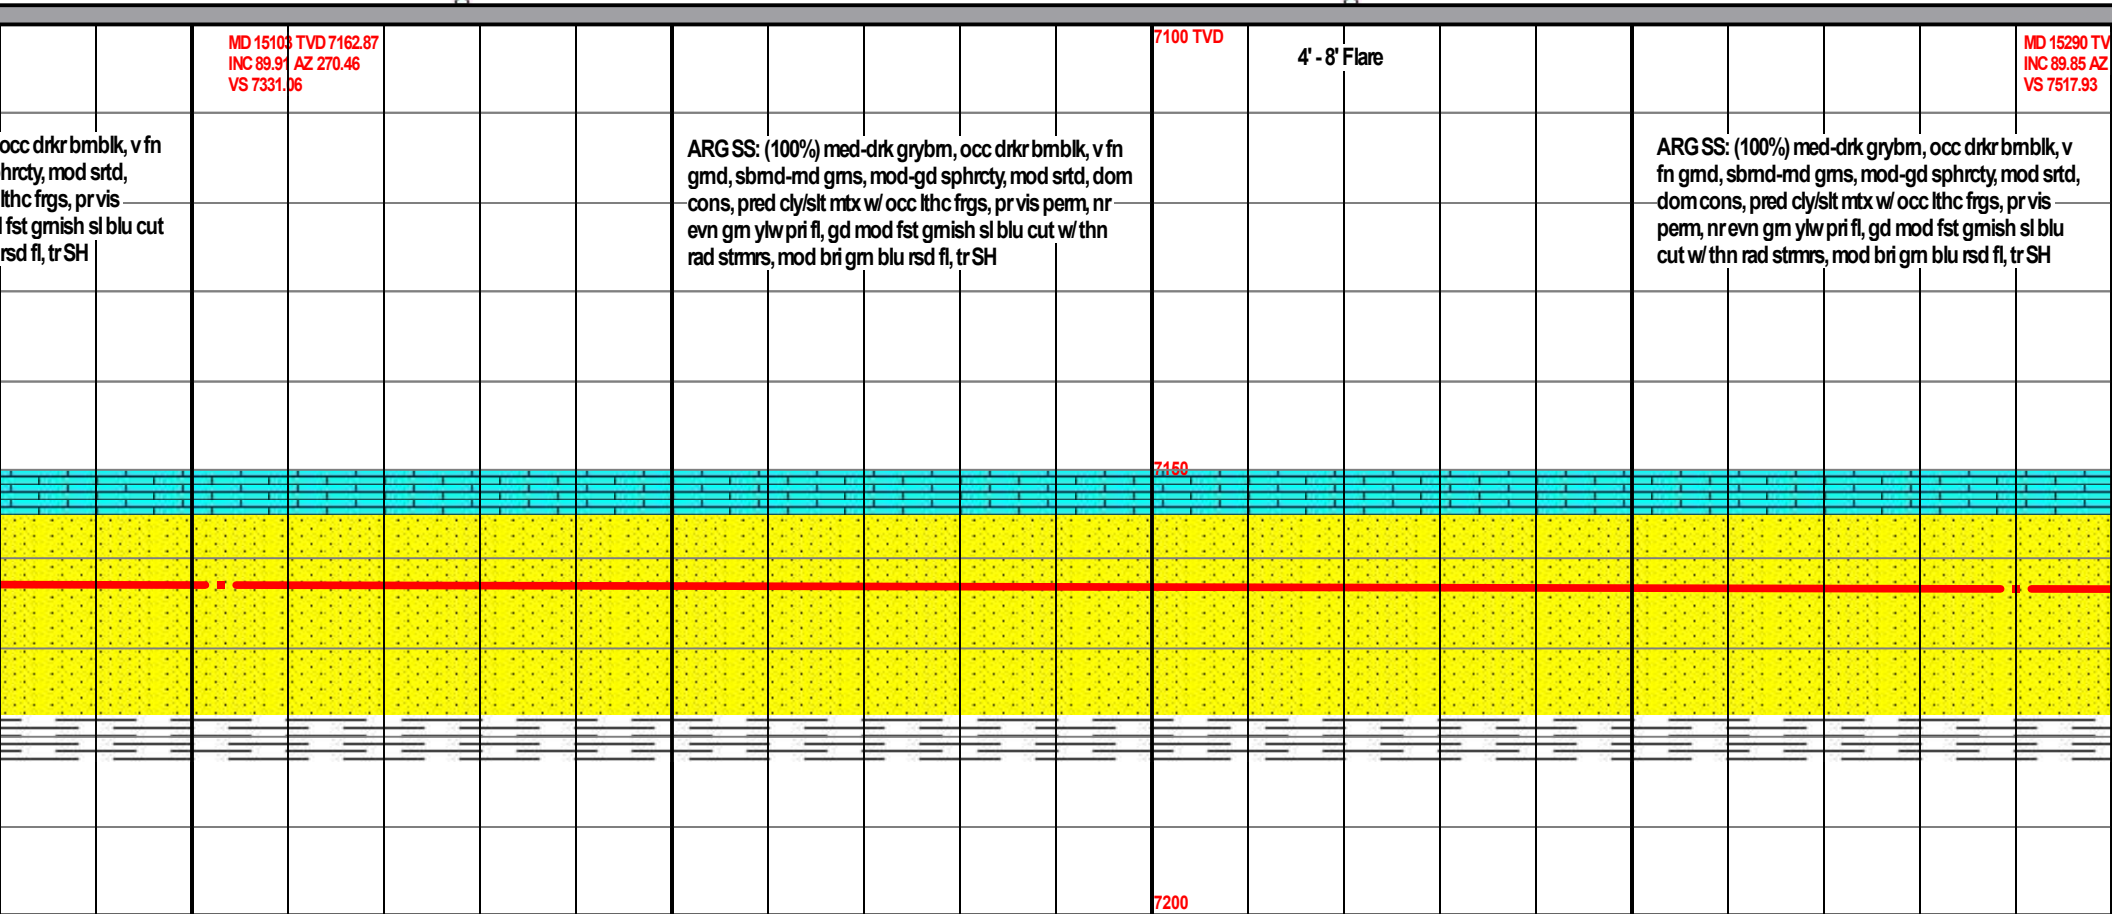 MD 15103 TVD 7162.87
INC 89.91 AZ 270.46
VS 7331.06
7100 TVD
4' - 8' Flare
MD 15290 TV
INC 89.85 AZ
VS 7517.93
occ drkr brnblk, v fn
hrcty, mod srtd,
lthc frgs, pr vis
fst grnish sl blu cut
rsd fl, tr SH
ARG SS: (100%) med-drk grybrn, occ drkr brnblk, v fn
grnd, sbrnd-rnd grns, mod-gd sphrcty, mod srtd, dom
cons, pred cly/slt mtx w/ occ lthc frgs, pr vis perm, nr
evn grn ylw pri fl, gd mod fst grnish sl blu cut w/ thn
rad strmrs, mod bri grn blu rsd fl, tr SH
ARG SS: (100%) med-drk grybrn, occ drkr brnblk, v
fn grnd, sbrnd-rnd grns, mod-gd sphrcty, mod srtd,
dom cons, pred cly/slt mtx w/ occ lthc frgs, pr vis
perm, nr evn grn ylw pri fl, gd mod fst grnish sl blu
cut w/ thn rad strmrs, mod bri grn blu rsd fl, tr SH
7150
7200